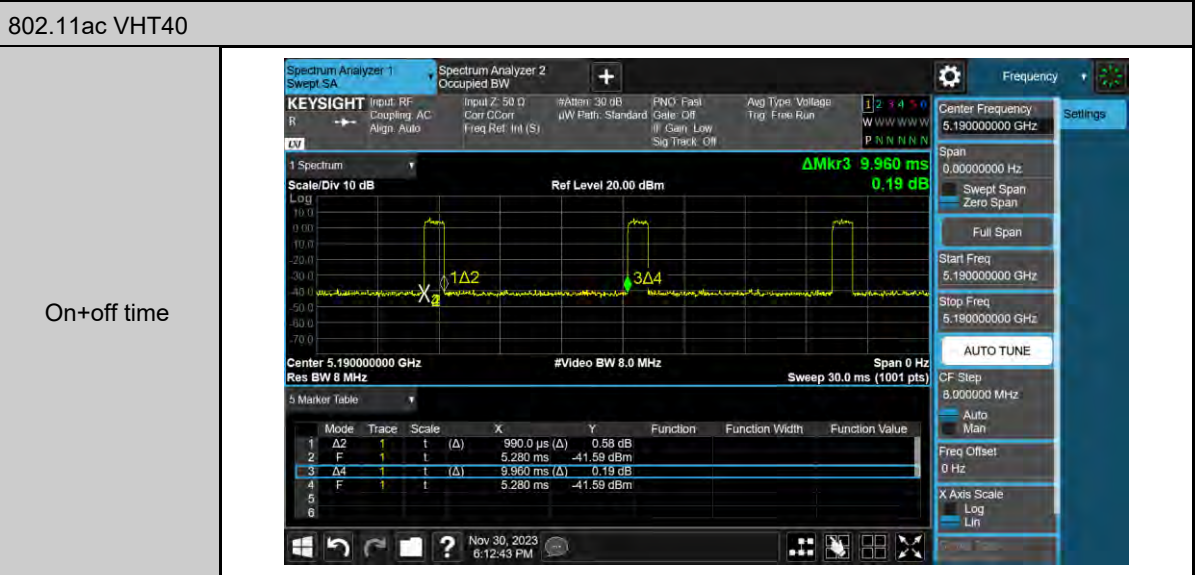 802.11ac VHT40
On+off time
Spectrum Analyzer 1
Swept SA
Spectrum Analyzer 2
Occupied BW
+
Frequency
Settings
KEYSIGHT
R
Input: RF
Coupling: AC
Align: Auto
Input Z: 50 Ω
Corr CCorr
Freq Ref: Int (S)
#Atten: 30 dB
µW Path: Standard
PNO: Fast
Gate: Off
IF Gain: Low
Sig Track: Off
Avg Type: Voltage
Trig: Free Run
1 2 3 4 5 6
W W W W W W
P N N N N N
1 Spectrum
ΔMkr3 9.960 ms
0.19 dB
Scale/Div 10 dB
Ref Level 20.00 dBm
Log
10.0
0.00
-10.0
-20.0
-30.0
-40.0
-50.0
-60.0
-70.0
1Δ2
3Δ4
Center 5.190000000 GHz
#Video BW 8.0 MHz
Span 0 Hz
Res BW 8 MHz
Sweep 30.0 ms (1001 pts)
5 Marker Table
Mode Trace Scale X Y Function Function Width Function Value
1 Δ2 1 t (Δ) 990.0 µs (Δ) 0.58 dB
2 F 1 t 5.280 ms -41.59 dBm
3 Δ4 1 t (Δ) 9.960 ms (Δ) 0.19 dB
4 F 1 t 5.280 ms -41.59 dBm
5
6
Nov 30, 2023
6:12:43 PM
Center Frequency
5.190000000 GHz
Span
0.00000000 Hz
Swept Span
Zero Span
Full Span
Start Freq
5.190000000 GHz
Stop Freq
5.190000000 GHz
AUTO TUNE
CF Step
8.000000 MHz
Auto
Man
Freq Offset
0 Hz
X Axis Scale
Log
Lin